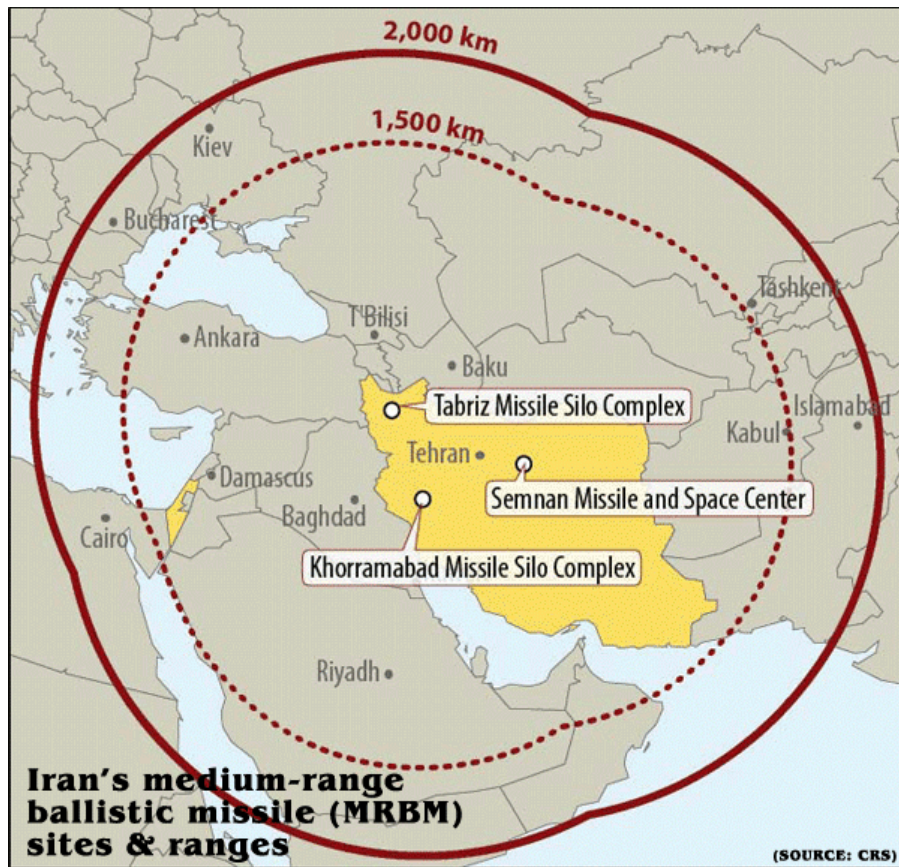 2,000 km
1,500 km
Kiev
Bucharest
Tashkent
T'Bilisi
Ankara
Baku
Islamabad
Tabriz Missile Silo Complex
Kabul
Tehran
Damascus
Semnan Missile and Space Center
Baghdad
Cairo
Khorramabad Missile Silo Complex
Riyadh
Iran's medium-range
ballistic missile (MRBM)
sites & ranges
(SOURCE: CRS)